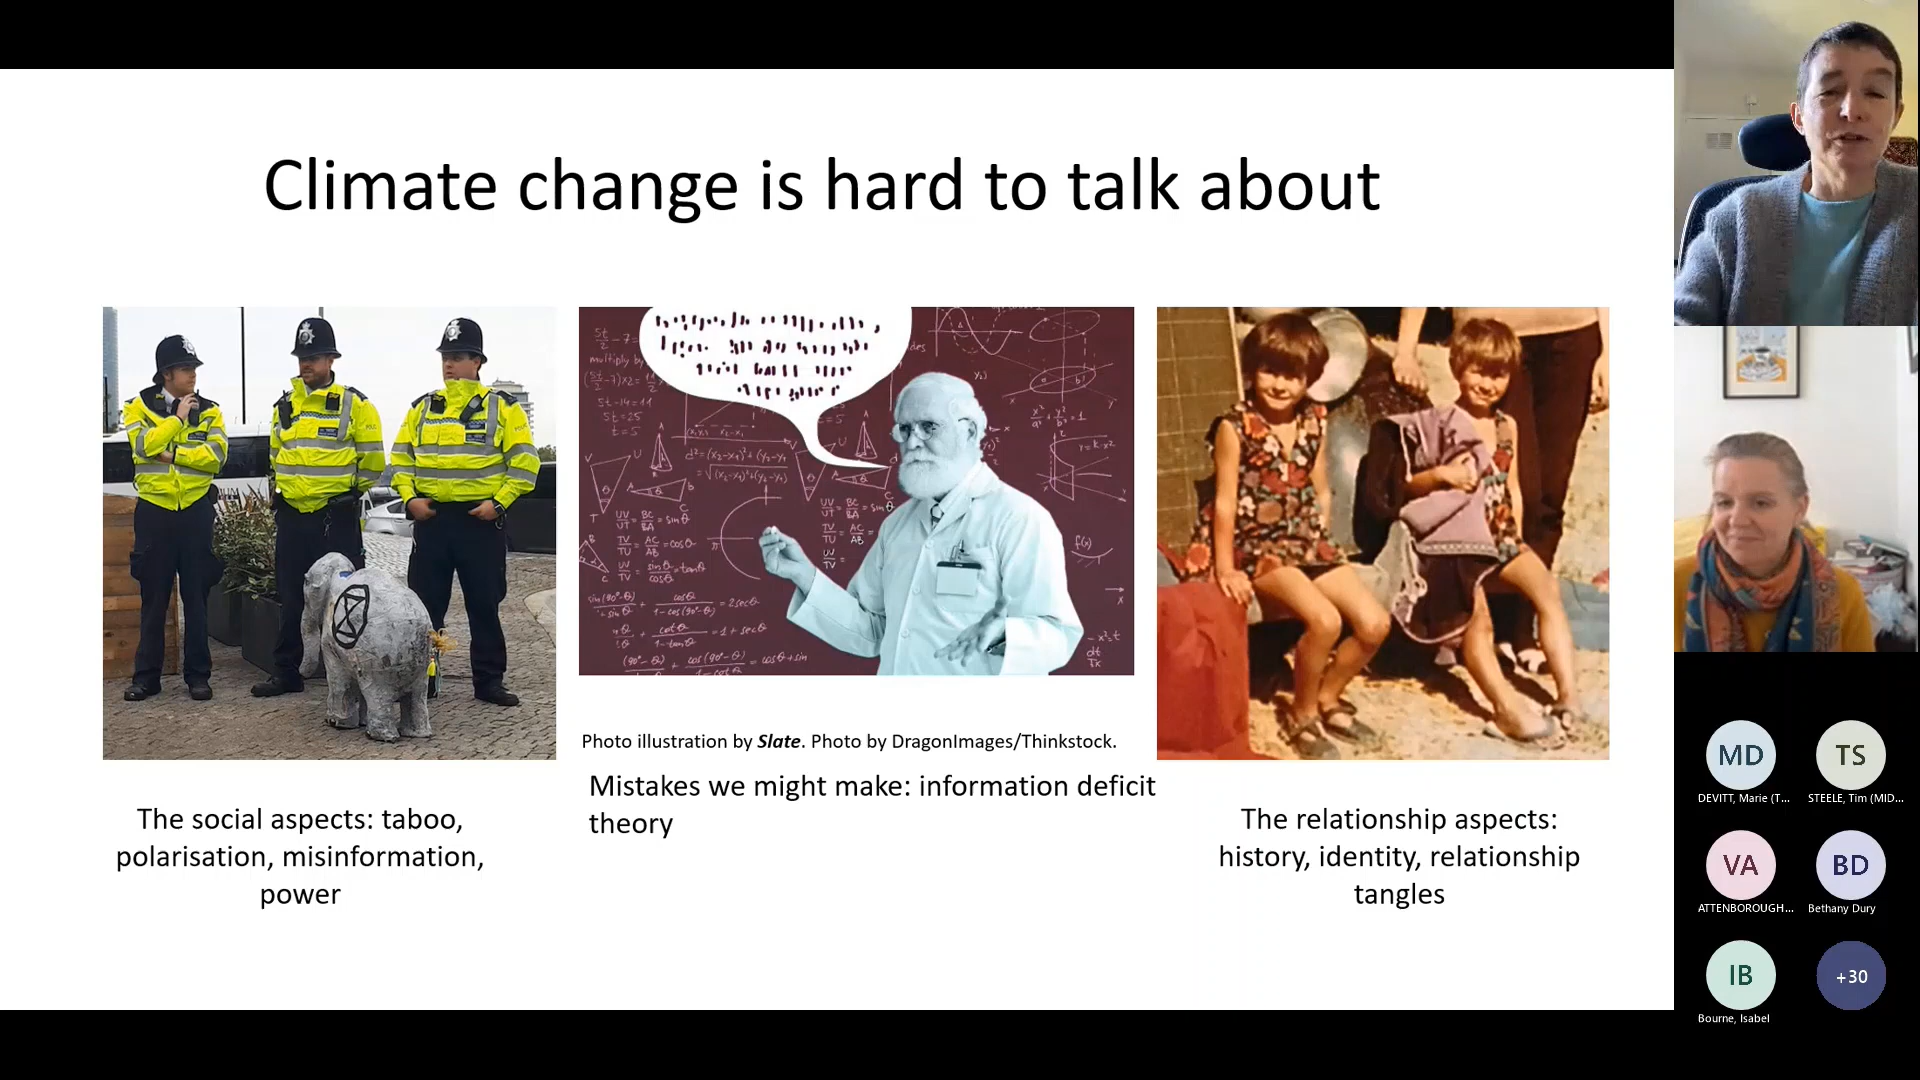 Climate change is hard to talk about
Photo illustration by Slate. Photo by DragonImages/Thinkstock.
Mistakes we might make: information deficit
theory
The social aspects: taboo,
polarisation, misinformation,
power
The relationship aspects:
history, identity, relationship
tangles
MD
TS
DEVITT, Marie (T...
STEELE, Tim (MID...
VA
BD
ATTENBOROUGH...
Bethany Dury
IB
+30
Bourne, Isabel